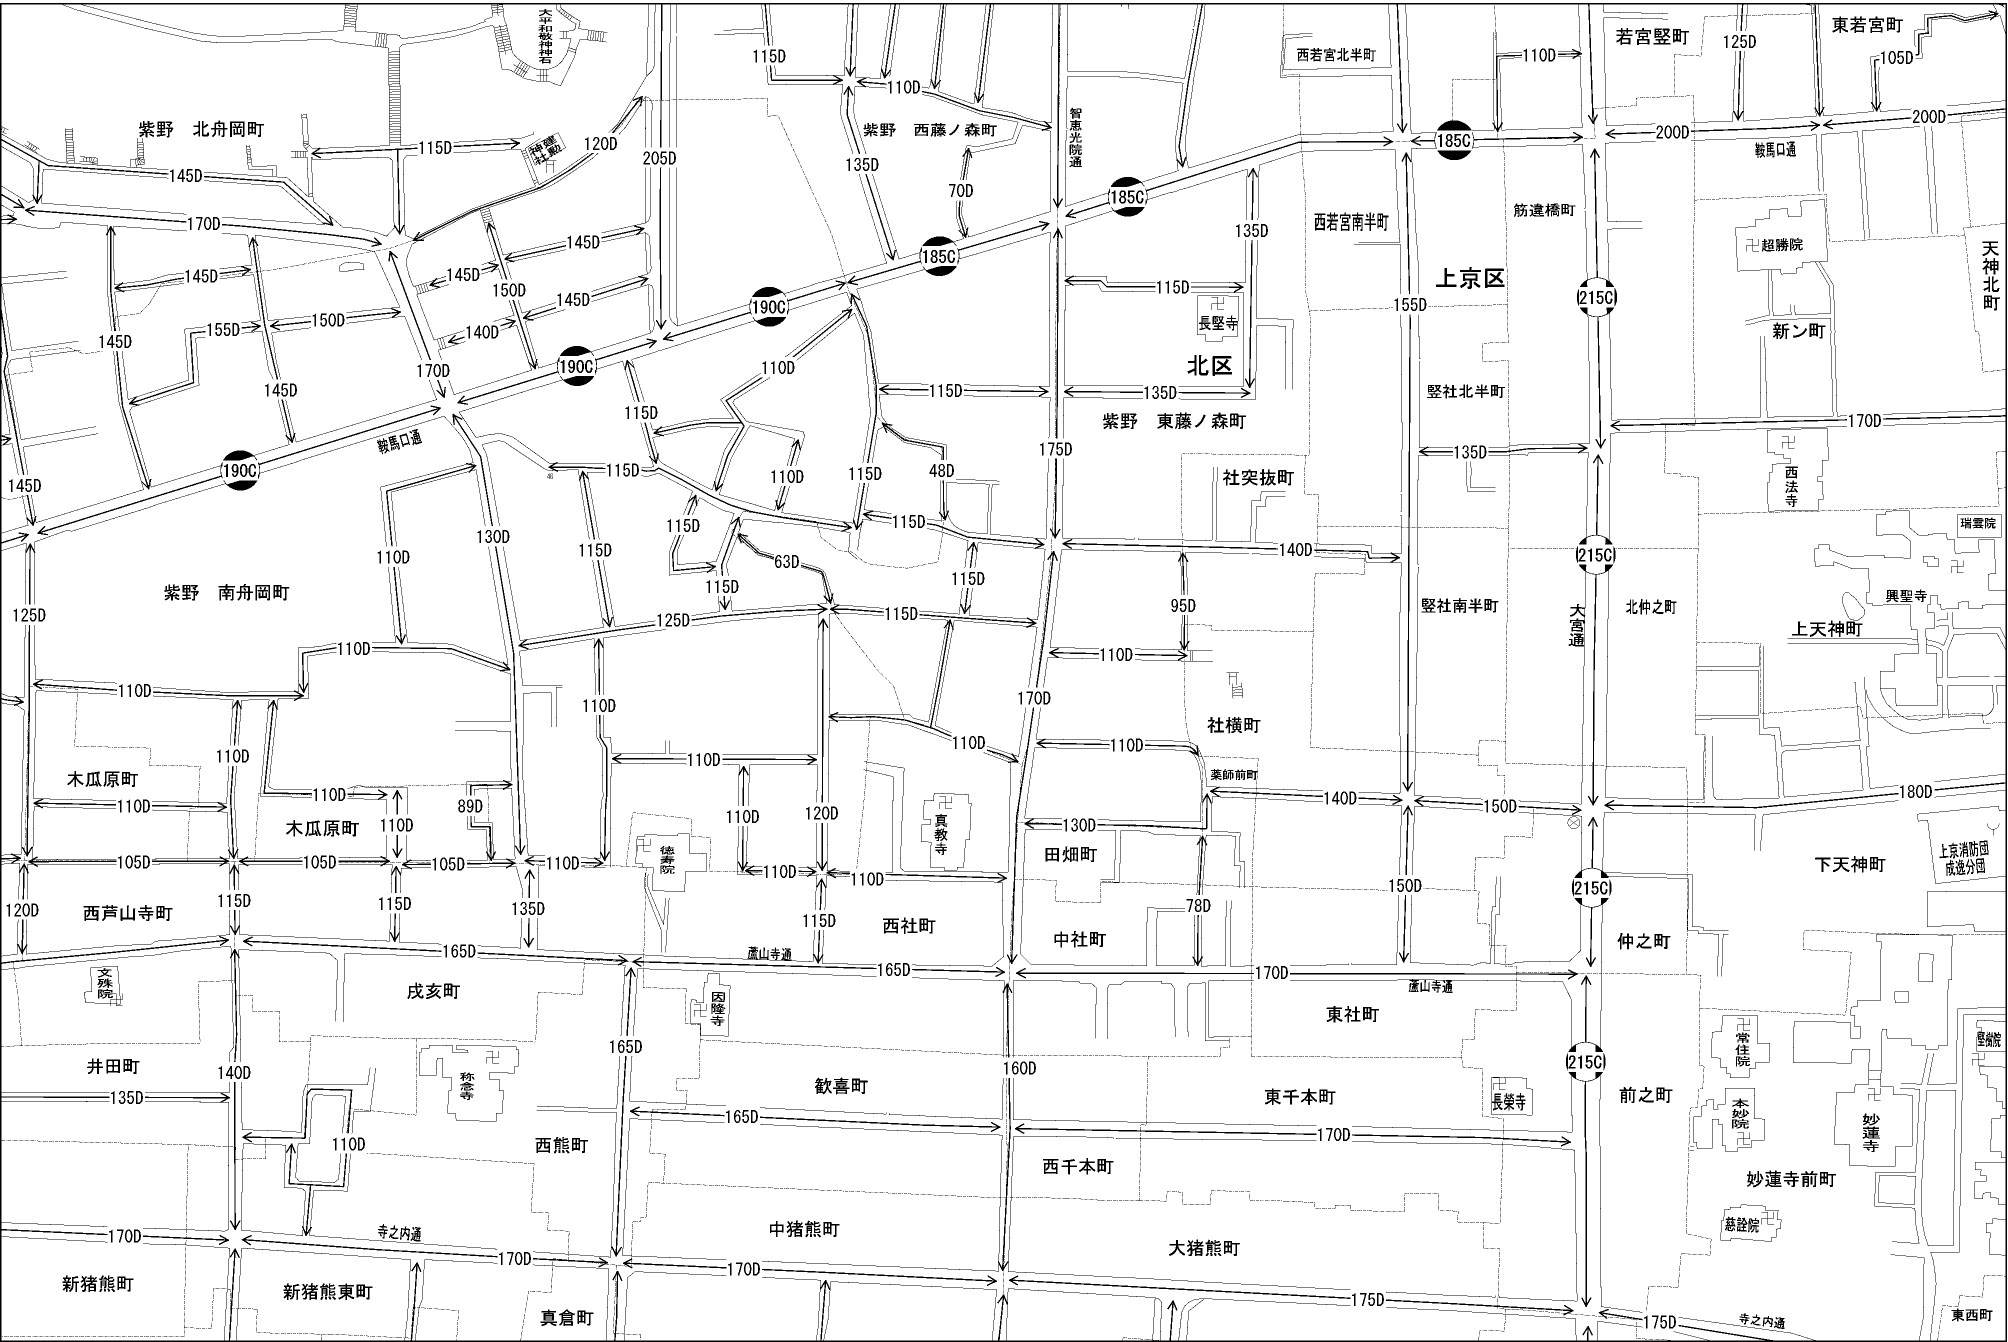 大平和敬神神石
115D
西若宮北半町
110D
若宮竪町
125D
東若宮町
105D
110D
紫野　北舟岡町
115D
建勲神社
120D
205D
紫野　西藤ノ森町
智恵光院通
185C
200D
200D
鞍馬口通
145D
135D
70D
185C
170D
145D
西若宮南半町
筋違橋町
135D
超勝院
天神北町
145D
145D
150D
145D
185C
115D
上京区
215C
155D
150D
155D
140D
190C
長堅寺
新ン町
145D
145D
170D
190C
110D
北区
115D
135D
竪社北半町
115D
紫野　東藤ノ森町
170D
鞍馬口通
175D
135D
190C
145D
115D
110D
115D
48D
社突抜町
西法寺
瑞雲院
115D
115D
130D
110D
115D
63D
140D
215C
115D
115D
95D
紫野　南舟岡町
125D
125D
115D
竪社南半町
大宮通
北仲之町
興聖寺
上天神町
110D
110D
110D
110D
170D
社横町
110D
110D
110D
110D
薬師前町
木瓜原町
110D
110D
89D
110D
120D
140D
150D
180D
木瓜原町
110D
徳寿院
真教寺
130D
田畑町
上京消防団
成逸分団
下天神町
105D
105D
105D
110D
110D
110D
150D
215C
120D
西芦山寺町
115D
115D
135D
115D
西社町
中社町
78D
仲之町
165D
蘆山寺通
165D
170D
蘆山寺通
文殊院
戌亥町
因隆寺
東社町
165D
井田町
140D
称念寺
160D
215C
常住院
135D
歓喜町
東千本町
長榮寺
前之町
本妙院
妙蓮寺
110D
165D
西熊町
170D
西千本町
妙蓮寺前町
170D
寺之内通
170D
中猪熊町
170D
大猪熊町
慈詮院
新猪熊町
新猪熊東町
真倉町
175D
175D
寺之内通
東西町